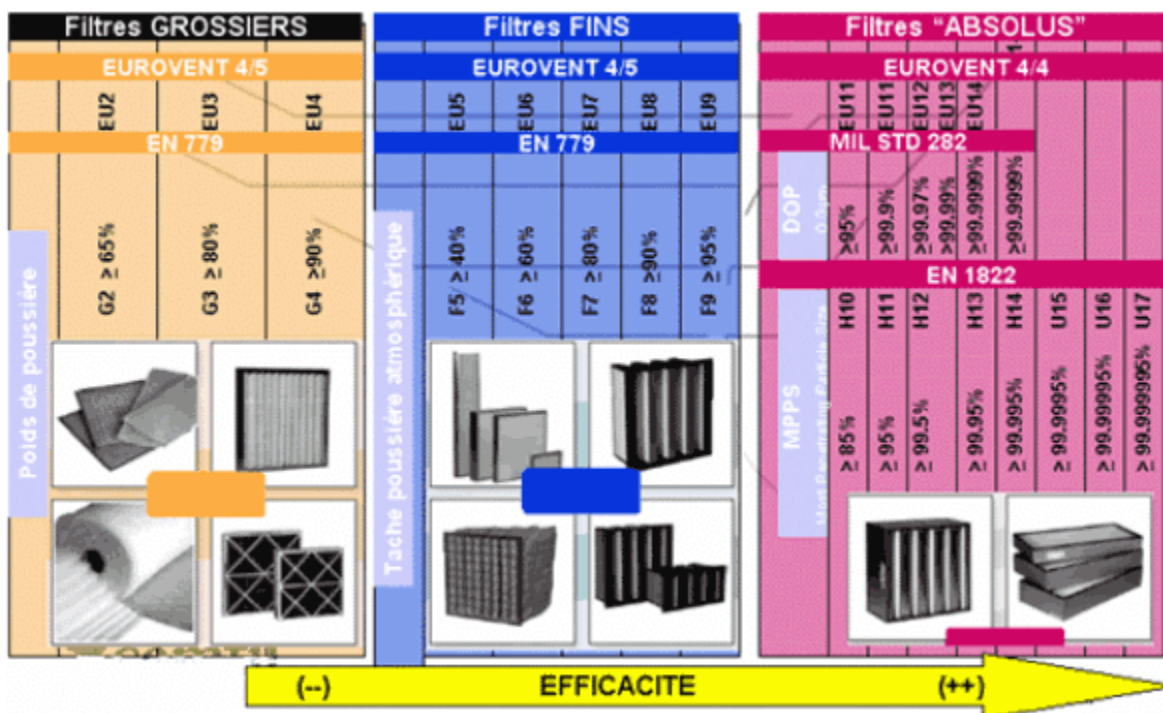 Filtres GROSSIERS
EUROVENT 4/5
EU2
EU3
EU4
EN 779
Poids de poussière
G2 ≥65%
G3 ≥80%
G4 ≥90%
Filtres FINS
EUROVENT 4/5
EU5
EU6
EU7
EU8
EU9
EN 779
Tache poussière atmosphérique
F5 ≥40%
F6 ≥60%
F7 ≥80%
F8 ≥90%
F9 ≥95%
Filtres “ABSOLUS”
EUROVENT 4/4
EU11
EU11
EU12
EU13
EU14
MIL STD 282
DOP
≥95%
≥99.9%
≥99.97%
≥99.99%
≥99.9999%
≥99.9999%
EN 1822
MPPS
Most Penetrating Particle Size
H10 ≥ 85%
H11 ≥ 95%
H12 ≥ 99.5%
H13 ≥ 99.95%
H14 ≥ 99.995%
U15 ≥ 99.9995%
U16 ≥ 99.99995%
U17 ≥ 99.999995%
(--) EFFICACITE (++)